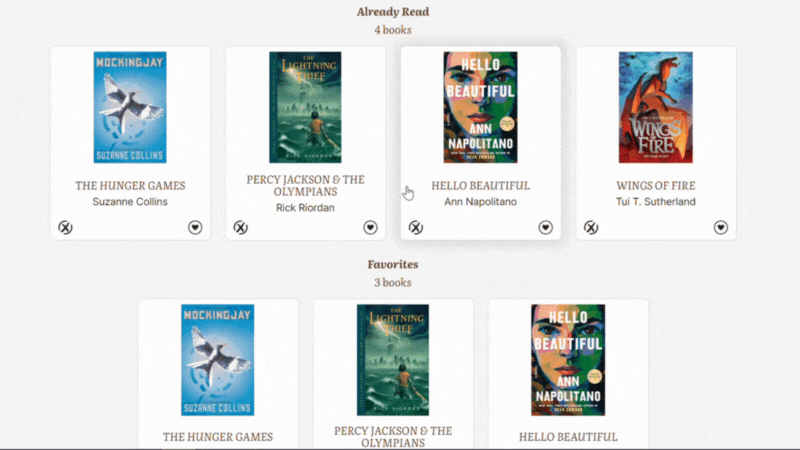 Already Read
4 books
MOCKINGJAY
SUZANNE COLLINS
THE HUNGER GAMES
Suzanne Collins
THE
LIGHTNING
THIEF
RICK RIORDAN
PERCY JACKSON & THE
OLYMPIANS
Rick Riordan
HELLO
BEAUTIFUL
ANN
NAPOLITANO
HELLO BEAUTIFUL
Ann Napolitano
WINGS
OF
FIRE
WINGS OF FIRE
Tui T. Sutherland
Favorites
3 books
MOCKINGJAY
SUZANNE COLLINS
THE HUNGER GAMES
THE
LIGHTNING
THIEF
RICK RIORDAN
PERCY JACKSON & THE
OLYMPIANS
HELLO
BEAUTIFUL
ANN
NAPOLITANO
HELLO BEAUTIFUL